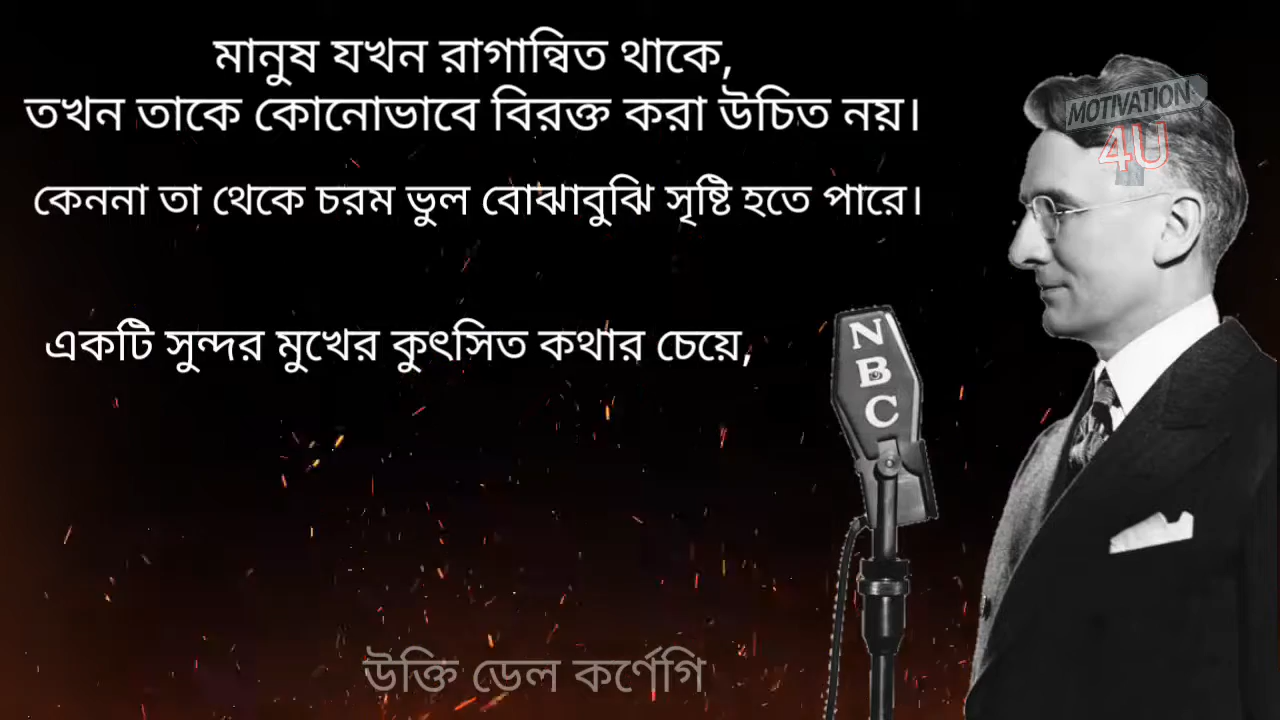 মানুষ যখন রাগান্বিত থাকে,
তখন তাকে কোনোভাবে বিরক্ত করা উচিত নয়।
কেননা তা থেকে চরম ভুল বোঝাবুঝি সৃষ্টি হতে পারে।
একটি সুন্দর মুখের কুৎসিত কথার চেয়ে,
উক্তি ডেল কর্ণেগি
MOTIVATION
4U
NBC